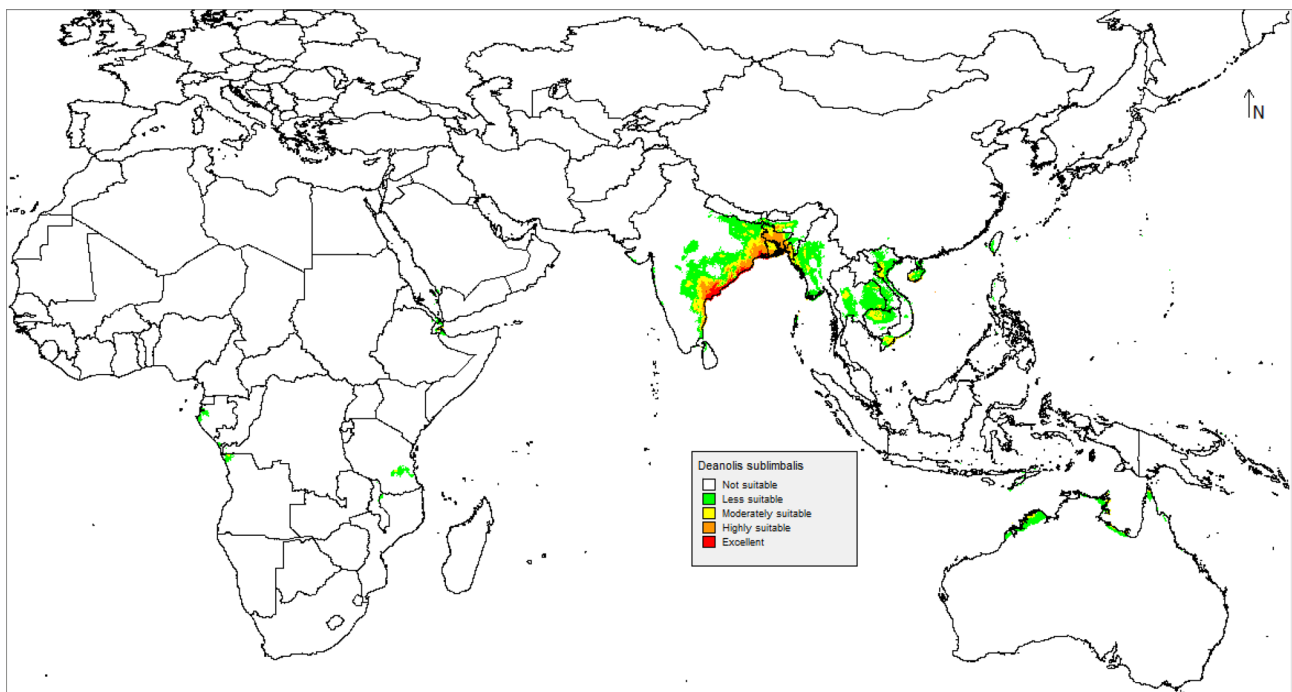 N
Deanolis sublimbalis
Not suitable
Less suitable
Moderately suitable
Highly suitable
Excellent